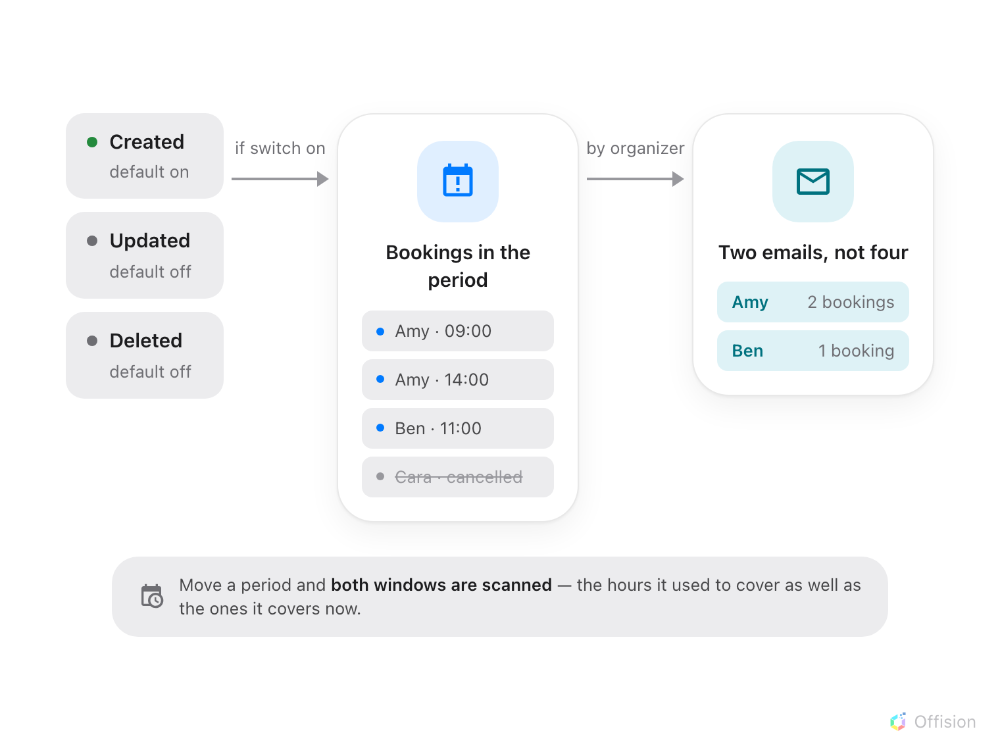 Created
default on
Updated
default off
Deleted
default off
if switch on
Bookings in the
period
Amy · 09:00
Amy · 14:00
Ben · 11:00
Cara · cancelled
by organizer
Two emails, not four
Amy 2 bookings
Ben 1 booking
Move a period and both windows are scanned — the hours it used to cover as well as
the ones it covers now.
Offision